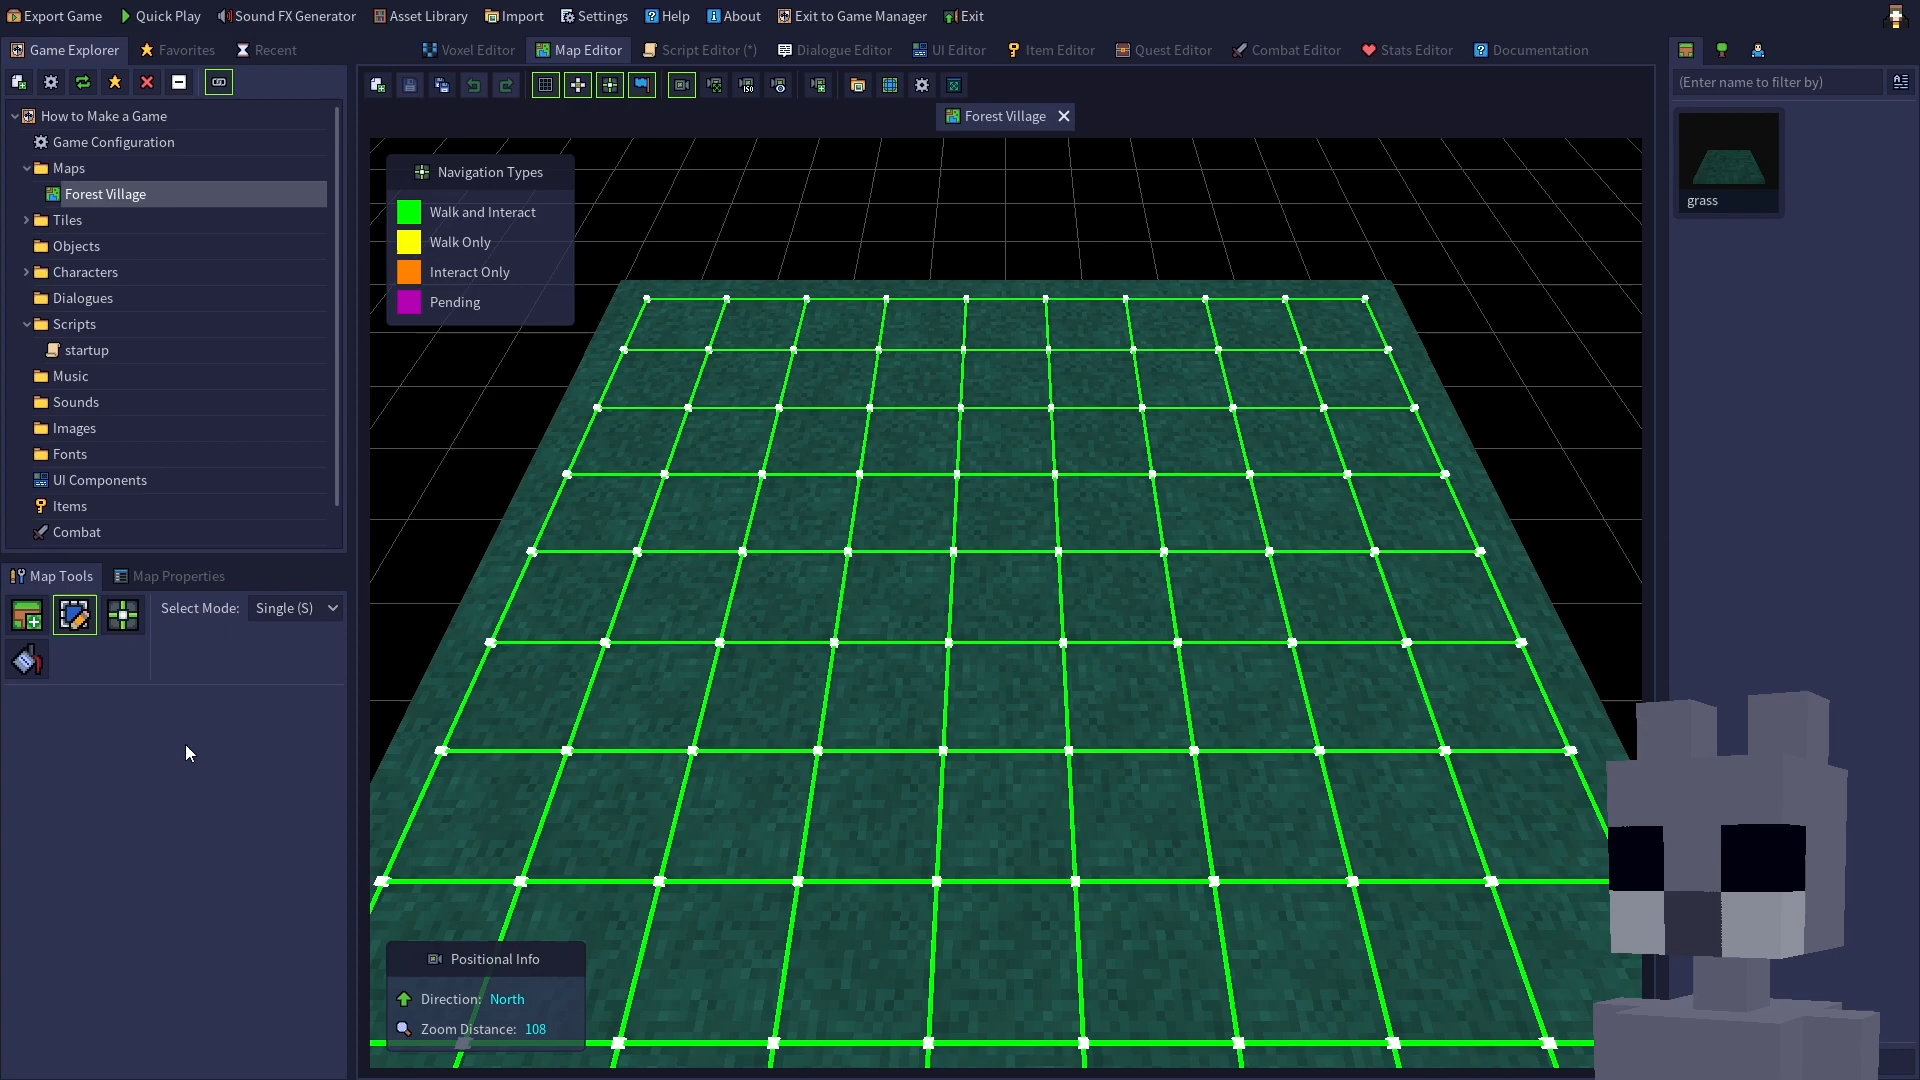 Export Game Quick Play Sound FX Generator Asset Library Import Settings Help About Exit to Game Manager Exit
Game Explorer Favorites Recent
Voxel Editor Map Editor Script Editor (*) Dialogue Editor UI Editor Item Editor Quest Editor Combat Editor Stats Editor Documentation
(Enter name to filter by)
Forest Village
How to Make a Game
Game Configuration
Maps
Forest Village
Tiles
Objects
Characters
Dialogues
Scripts
startup
Music
Sounds
Images
Fonts
UI Components
Items
Combat
Map Tools Map Properties
Select Mode: Single (S)
Navigation Types
Walk and Interact
Walk Only
Interact Only
Pending
Positional Info
Direction: North
Zoom Distance: 108
grass